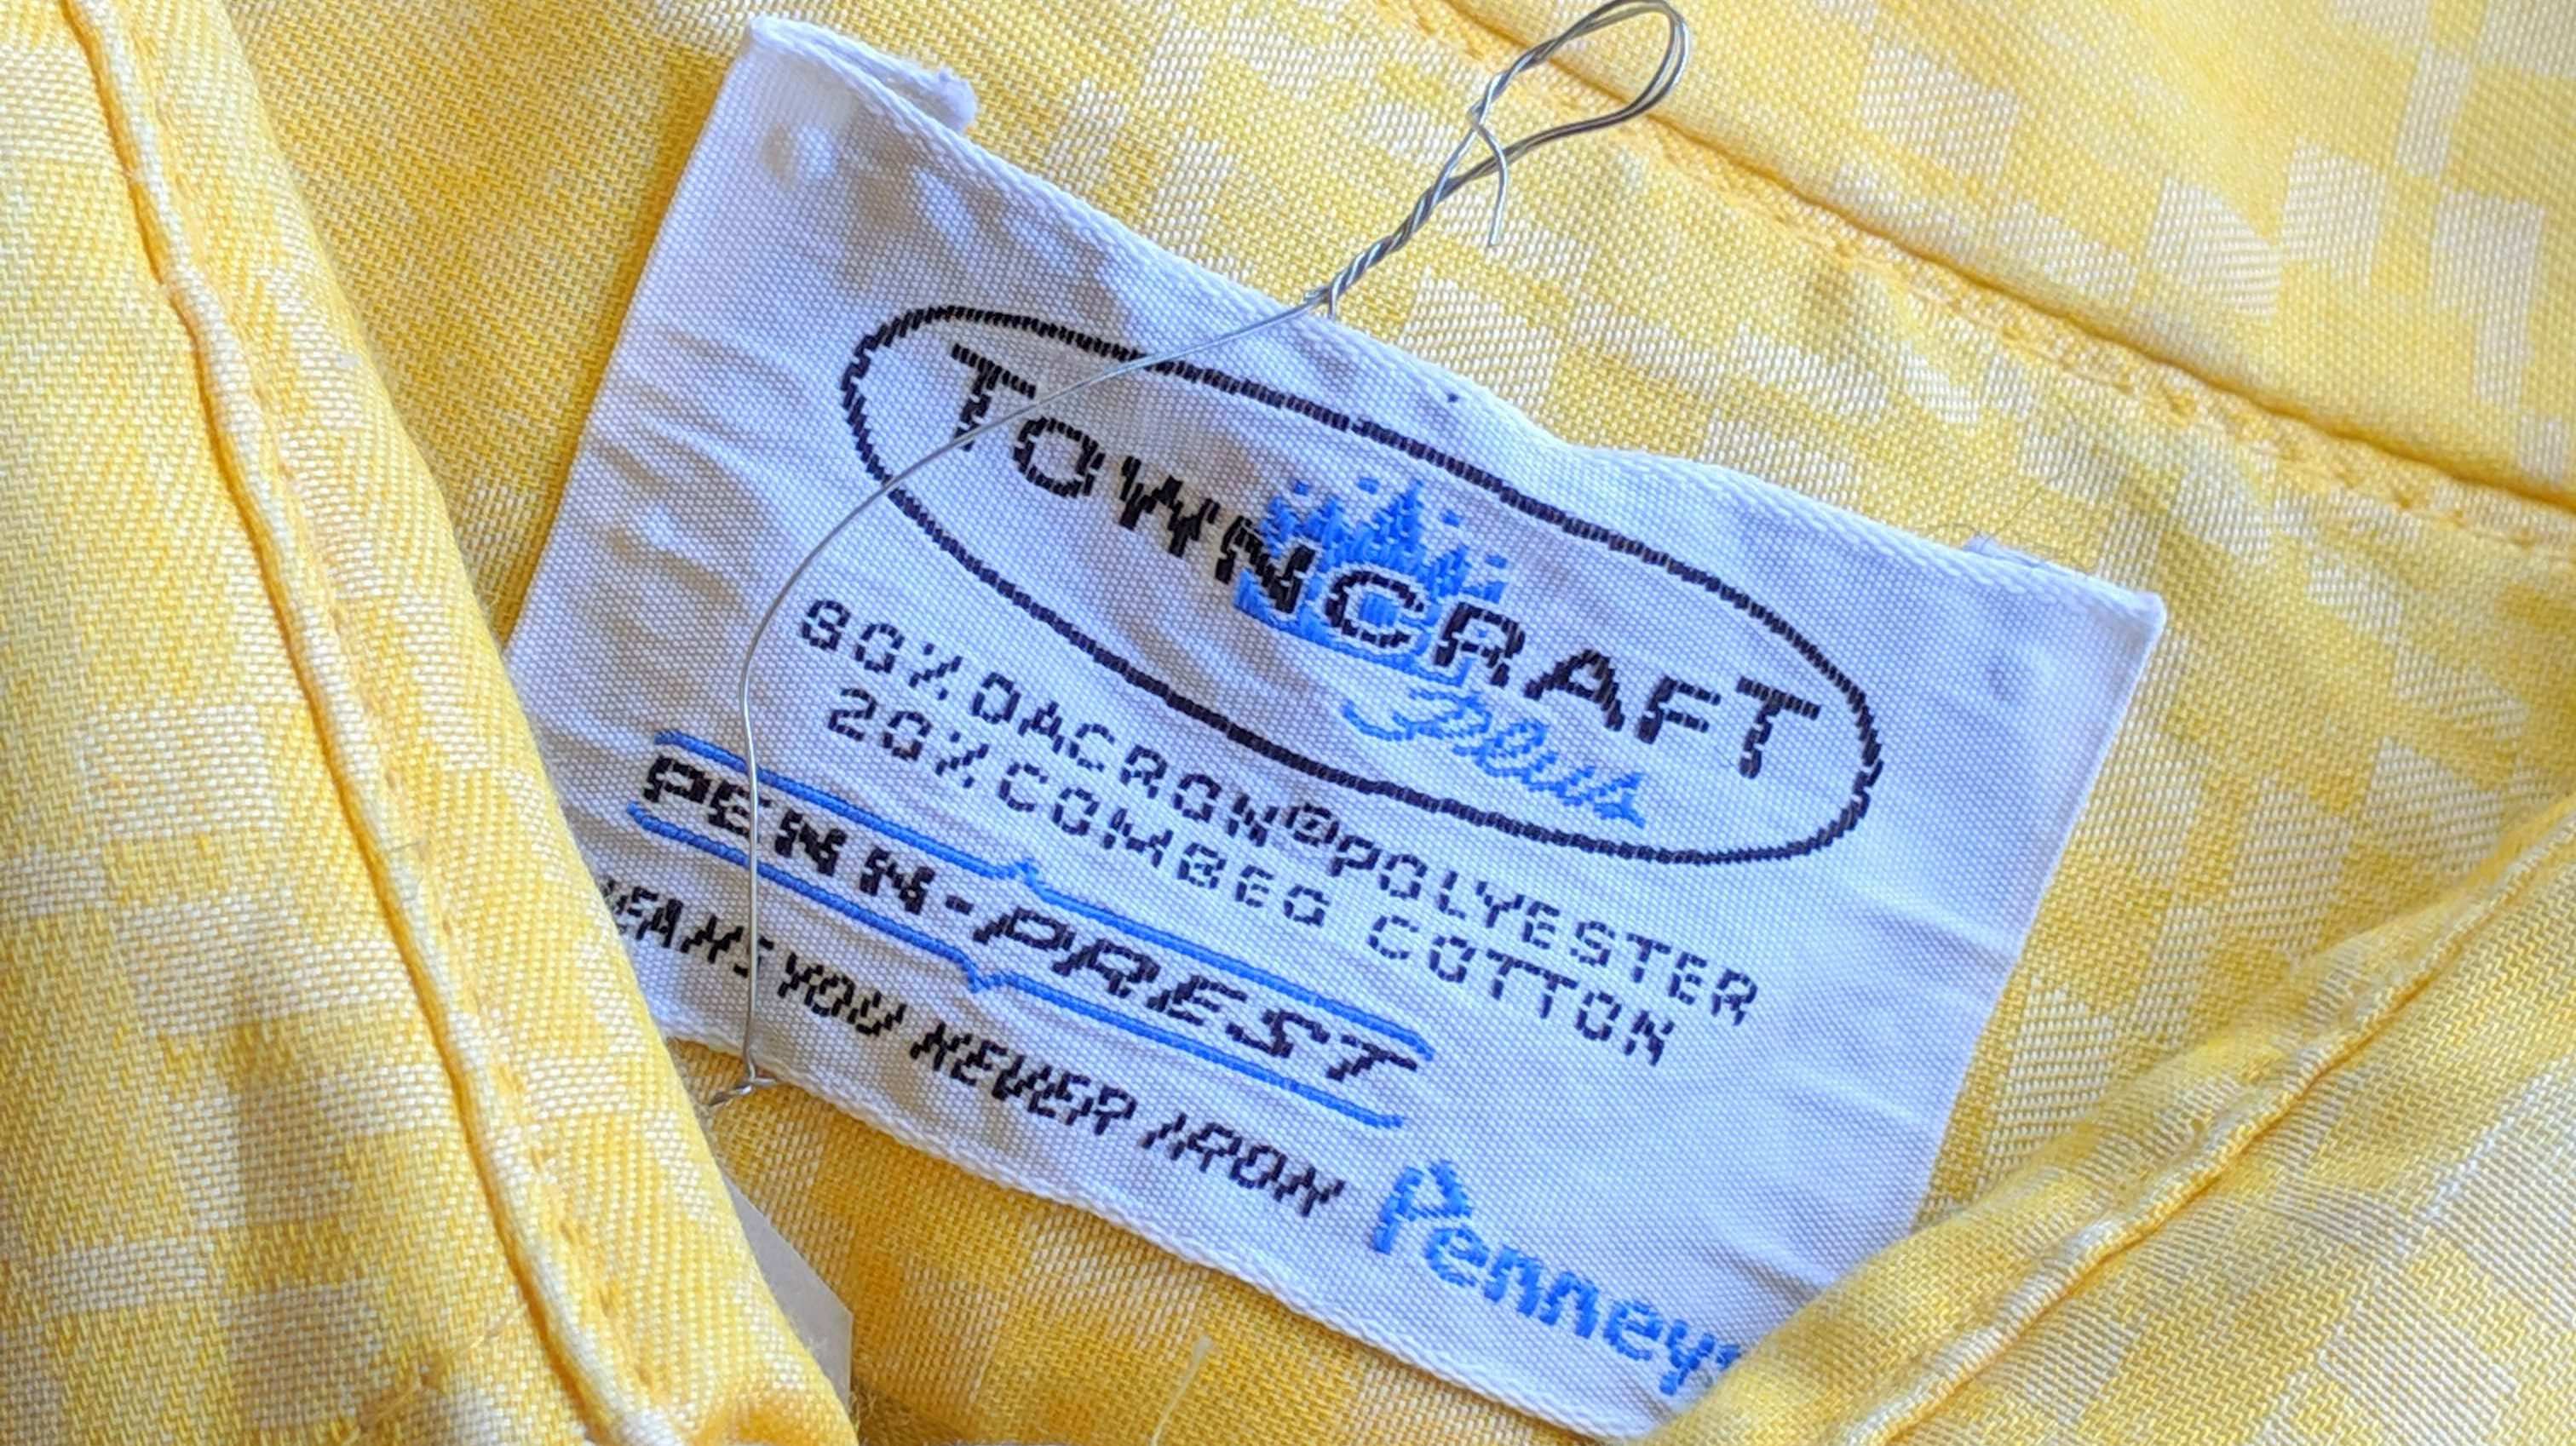 TOWNCRAFT
plus
80% DACRON® POLYESTER
20% COMBED COTTON
PENN-PREST
MEANS YOU NEVER IRON
Penneys